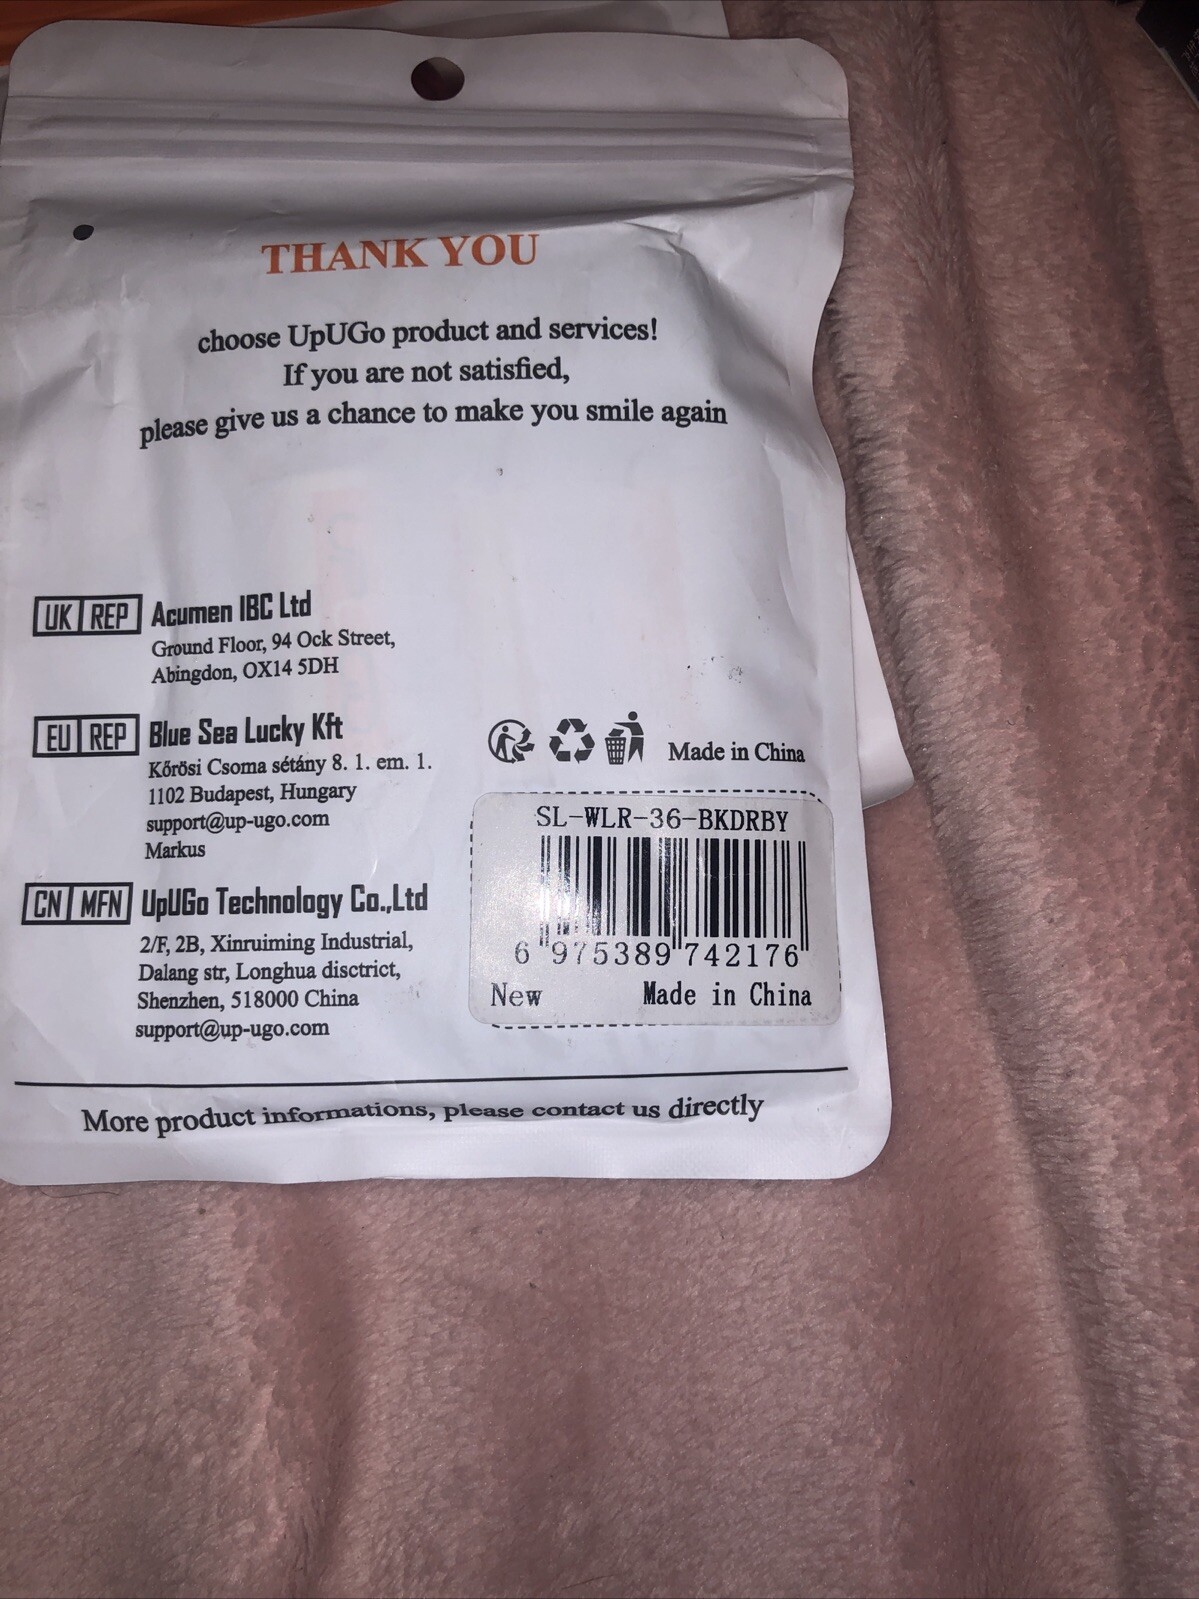 THANK YOU
choose UpUGo product and services!
If you are not satisfied,
please give us a chance to make you smile again
UK REP Acumen IBC Ltd
Ground Floor, 94 Ock Street,
Abingdon, OX14 5DH
EU REP Blue Sea Lucky Kft
Kőrösi Csoma sétány 8. 1. em. 1.
1102 Budapest, Hungary
support@up-ugo.com
Markus
CN MFN UpUGo Technology Co.,Ltd
2/F, 2B, Xinruiming Industrial,
Dalang str, Longhua disctrict,
Shenzhen, 518000 China
support@up-ugo.com
Made in China
SL-WLR-36-BKDRBY
6 975389 742176
New Made in China
More product informations, please contact us directly